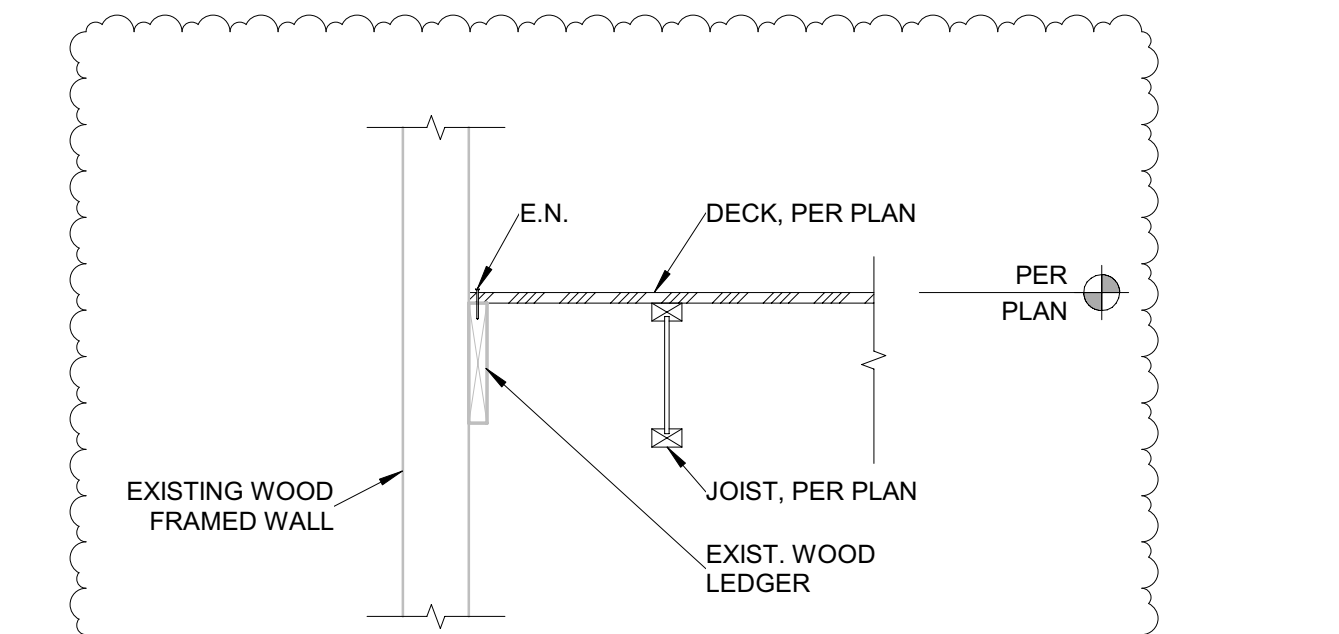 E.N.
DECK, PER PLAN
PER
PLAN
EXISTING WOOD
FRAMED WALL
JOIST, PER PLAN
EXIST. WOOD
LEDGER